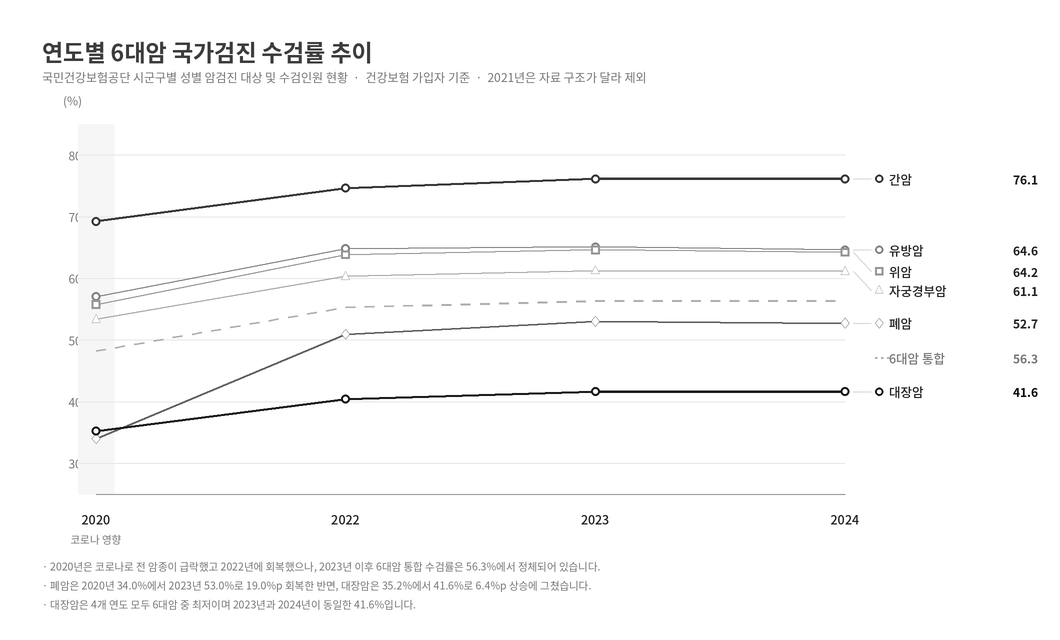 연도별 6대암 국가검진 수검률 추이
국민건강보험공단 시군구별 성별 암검진 대상 및 수검인원 현황 · 건강보험 가입자 기준 · 2021년은 자료 구조가 달라 제외
(%)
80
70
60
50
40
30
간암 76.1
유방암 64.6
위암 64.2
자궁경부암 61.1
폐암 52.7
6대암 통합 56.3
대장암 41.6
2020 2022 2023 2024
코로나 영향
· 2020년은 코로나로 전 암종이 급락했고 2022년에 회복했으나, 2023년 이후 6대암 통합 수검률은 56.3%에서 정체되어 있습니다.
· 폐암은 2020년 34.0%에서 2023년 53.0%로 19.0%p 회복한 반면, 대장암은 35.2%에서 41.6%로 6.4%p 상승에 그쳤습니다.
· 대장암은 4개 연도 모두 6대암 중 최저이며 2023년과 2024년이 동일한 41.6%입니다.